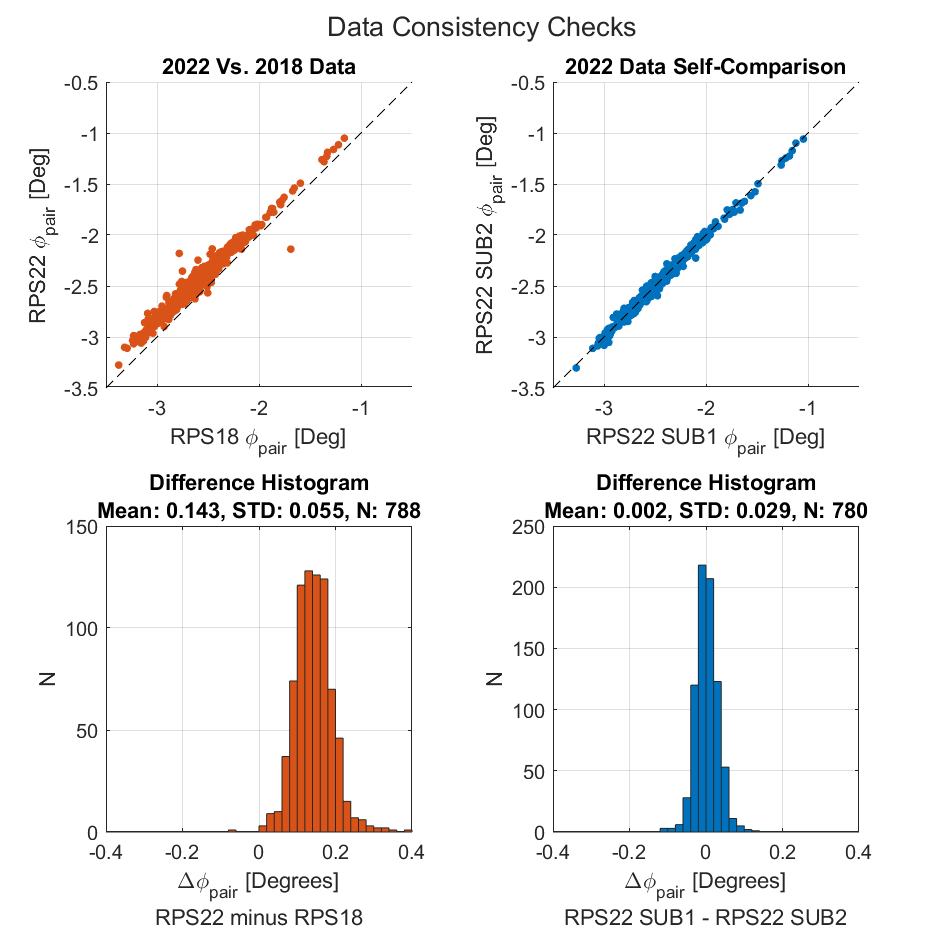 Data Consistency Checks
2022 Vs. 2018 Data
-0.5
-1
-1.5
-2
-2.5
-3
-3.5
RPS22 ϕpair [Deg]
-3
-2
-1
RPS18 ϕpair [Deg]
2022 Data Self-Comparison
-0.5
-1
-1.5
-2
-2.5
-3
-3.5
RPS22 SUB2 ϕpair [Deg]
-3
-2
-1
RPS22 SUB1 ϕpair [Deg]
Difference Histogram
Mean: 0.143, STD: 0.055, N: 788
150
100
50
0
N
-0.4
-0.2
0
0.2
0.4
Δϕpair [Degrees]
RPS22 minus RPS18
Difference Histogram
Mean: 0.002, STD: 0.029, N: 780
250
200
150
100
50
0
N
-0.4
-0.2
0
0.2
0.4
Δϕpair [Degrees]
RPS22 SUB1 - RPS22 SUB2